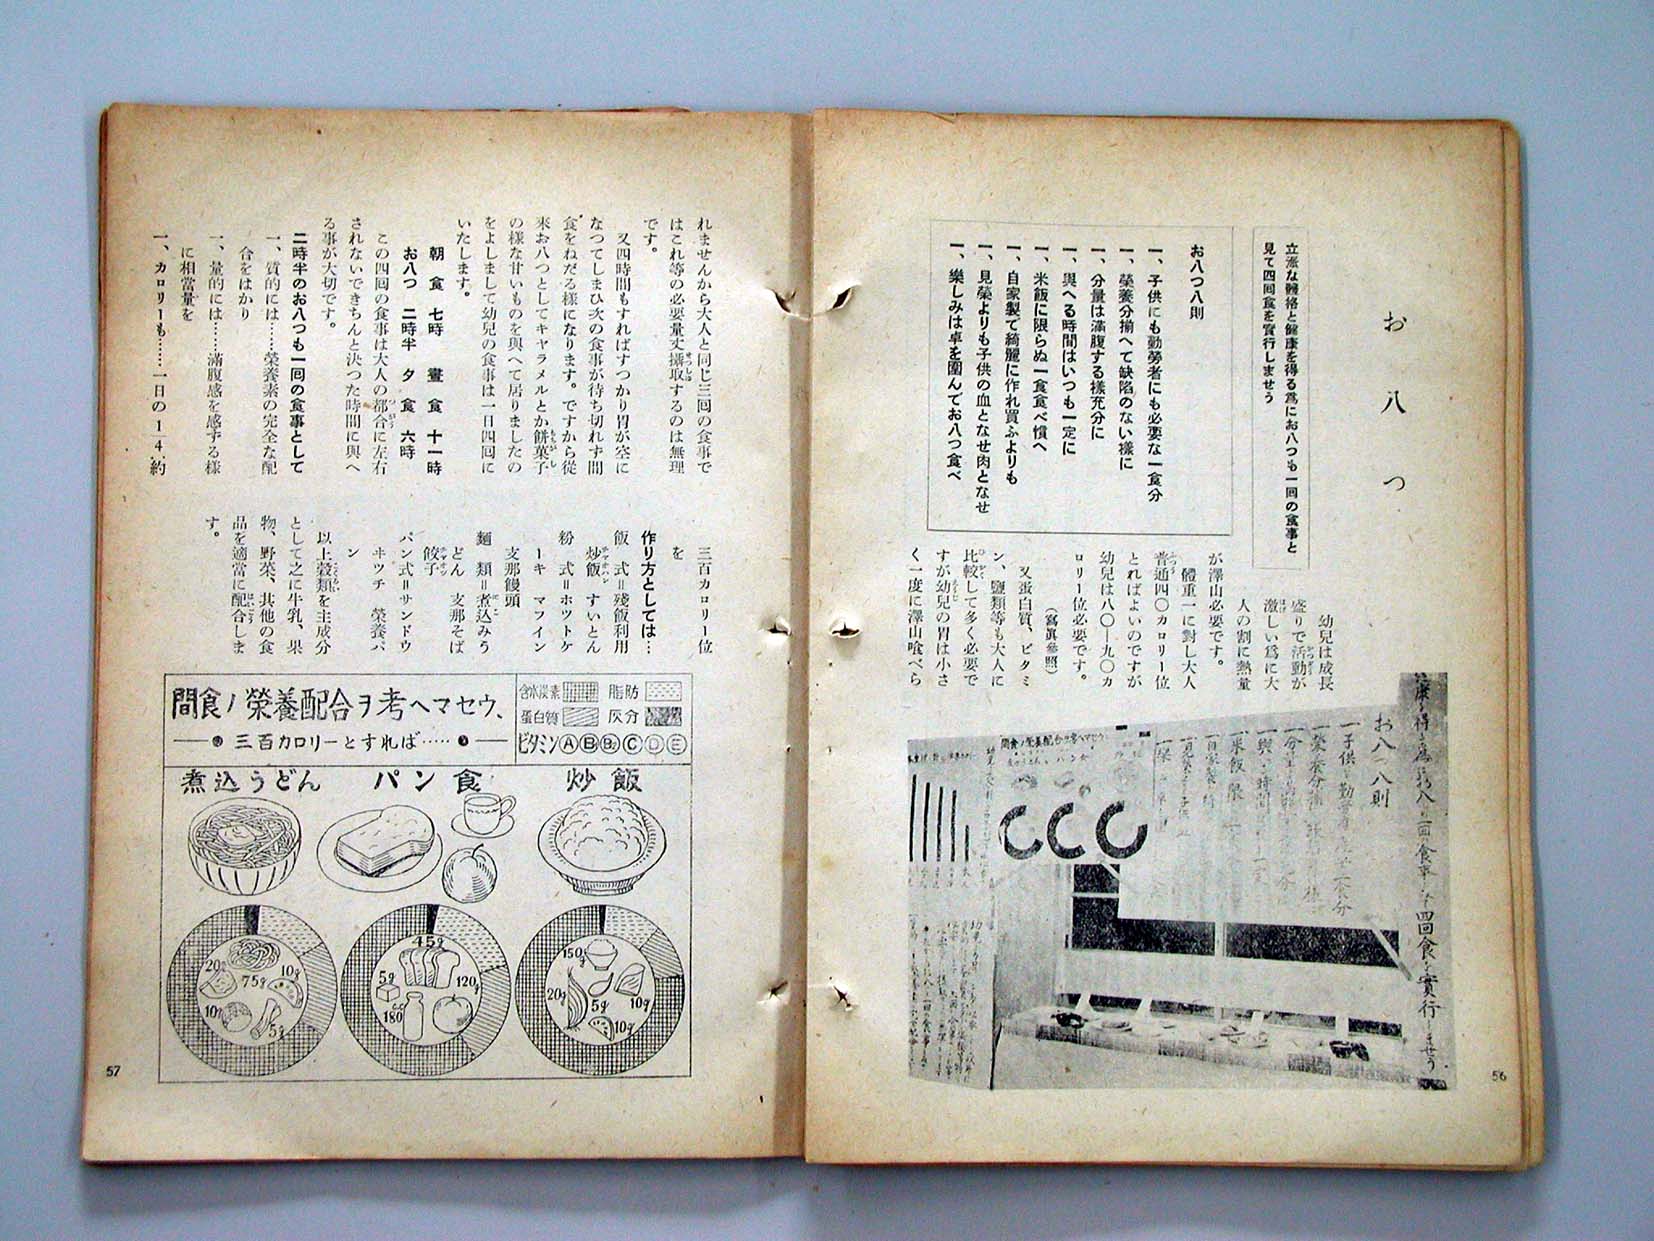 お八つ
立派な體格と健康を得る爲にお八つも一回の食事と
見て四回食を實行しませう
お八つ八則
一、子供にも勤勞者にも必要な一食分
一、榮養分揃へて缺陷のない樣に
一、分量は滿腹する樣充分に
一、與へる時間はいつも一定に
一、米飯に限らぬ一食食べ慣へ
一、自家製で綺麗に作れ買ふよりも
一、見榮よりも子供の血となせ肉となせ
一、樂しみは卓を圍んでお八つ食べ
幼兒は成長
盛りで活動が
激しい爲に大
人の割に熱量
が澤山必要です。
體重一に對し大人
普通四〇カロリー位
とればよいのですが
幼兒は八〇―九〇カ
ロリー位必要です。
(寫眞參照)
又蛋白質、ビタミ
ン、鹽類等も大人に
比較して多く必要で
すが幼兒の胃は小さ
く一度に澤山喰べら
お八つ八則
56
れませんから大人と同じ三回の食事で
はこれ等の必要量丈攝取するのは無理
です。
又四時間もすればすつかり胃が空に
なつてしまひ次の食事が待ち切れず間
食をねだる樣になります。ですから從
來お八つとしてキヤラメルとか餅菓子
の樣な甘いものを與へて居りましたの
をよしまして幼兒の食事は一日四回に
いたします。
朝食 七時 晝食 十一時
お八つ 二時半 夕食 六時
この四回の食事は大人の都合に左右
されないできちんと決つた時間に與へ
る事が大切です。
二時半のお八つも一回の食事として
一、質的には……榮養素の完全な配
合をはかり
一、量的には……滿腹感を感ずる樣
に相當量を
一、カロリーも……一日の1/4.約
三百カロリー位
を
作り方としては…
飯 式＝殘飯利用
炒飯 すいとん
粉 式＝ホツトケ
ーキ マフイン
支那饅頭
麵 類＝煮込みう
どん 支那そば
餃子
パン式＝サンドウ
ヰツチ 榮養パ
ン
以上穀類を主成分
として之に牛乳、果
物、野菜、其他の食
品を適當に配合しま
す。
間食ノ榮養配合ヲ考ヘマセウ、
三百カロリーとすれば……
含水炭素 脂肪
蛋白質 灰分
ビタミンⒶⒷⒷ₂ⒸⒹⒺ
煮込うどん パン食 炒飯
20g 75g 10g 10g 5g
45g 5g 120g 180cc
150g 20g 5g 10g 10g
57